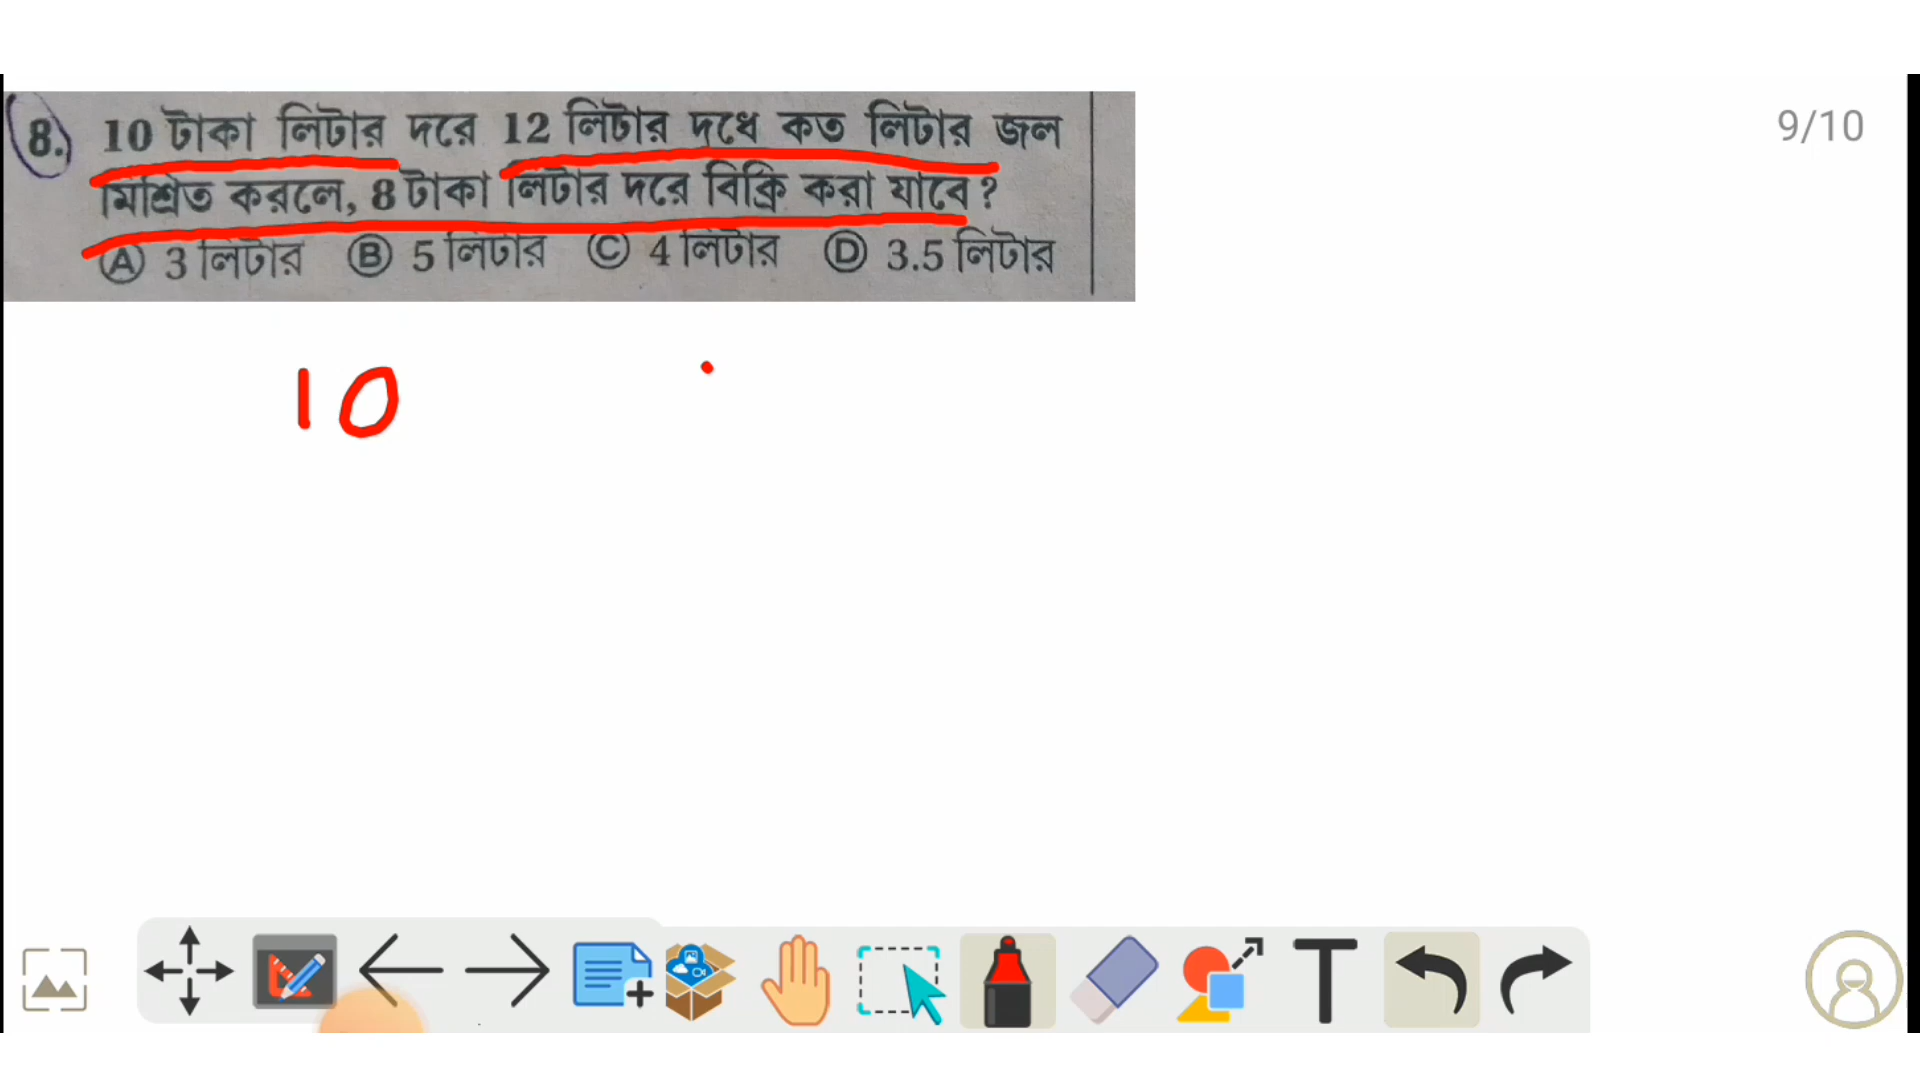 8. 10 টাকা লিটার দরে 12 লিটার দুধে কত লিটার জল
মিশ্রিত করলে, 8 টাকা লিটার দরে বিক্রি করা যাবে ?
Ⓐ 3 লিটার Ⓑ 5 লিটার Ⓒ 4 লিটার Ⓓ 3.5 লিটার
9/10
10